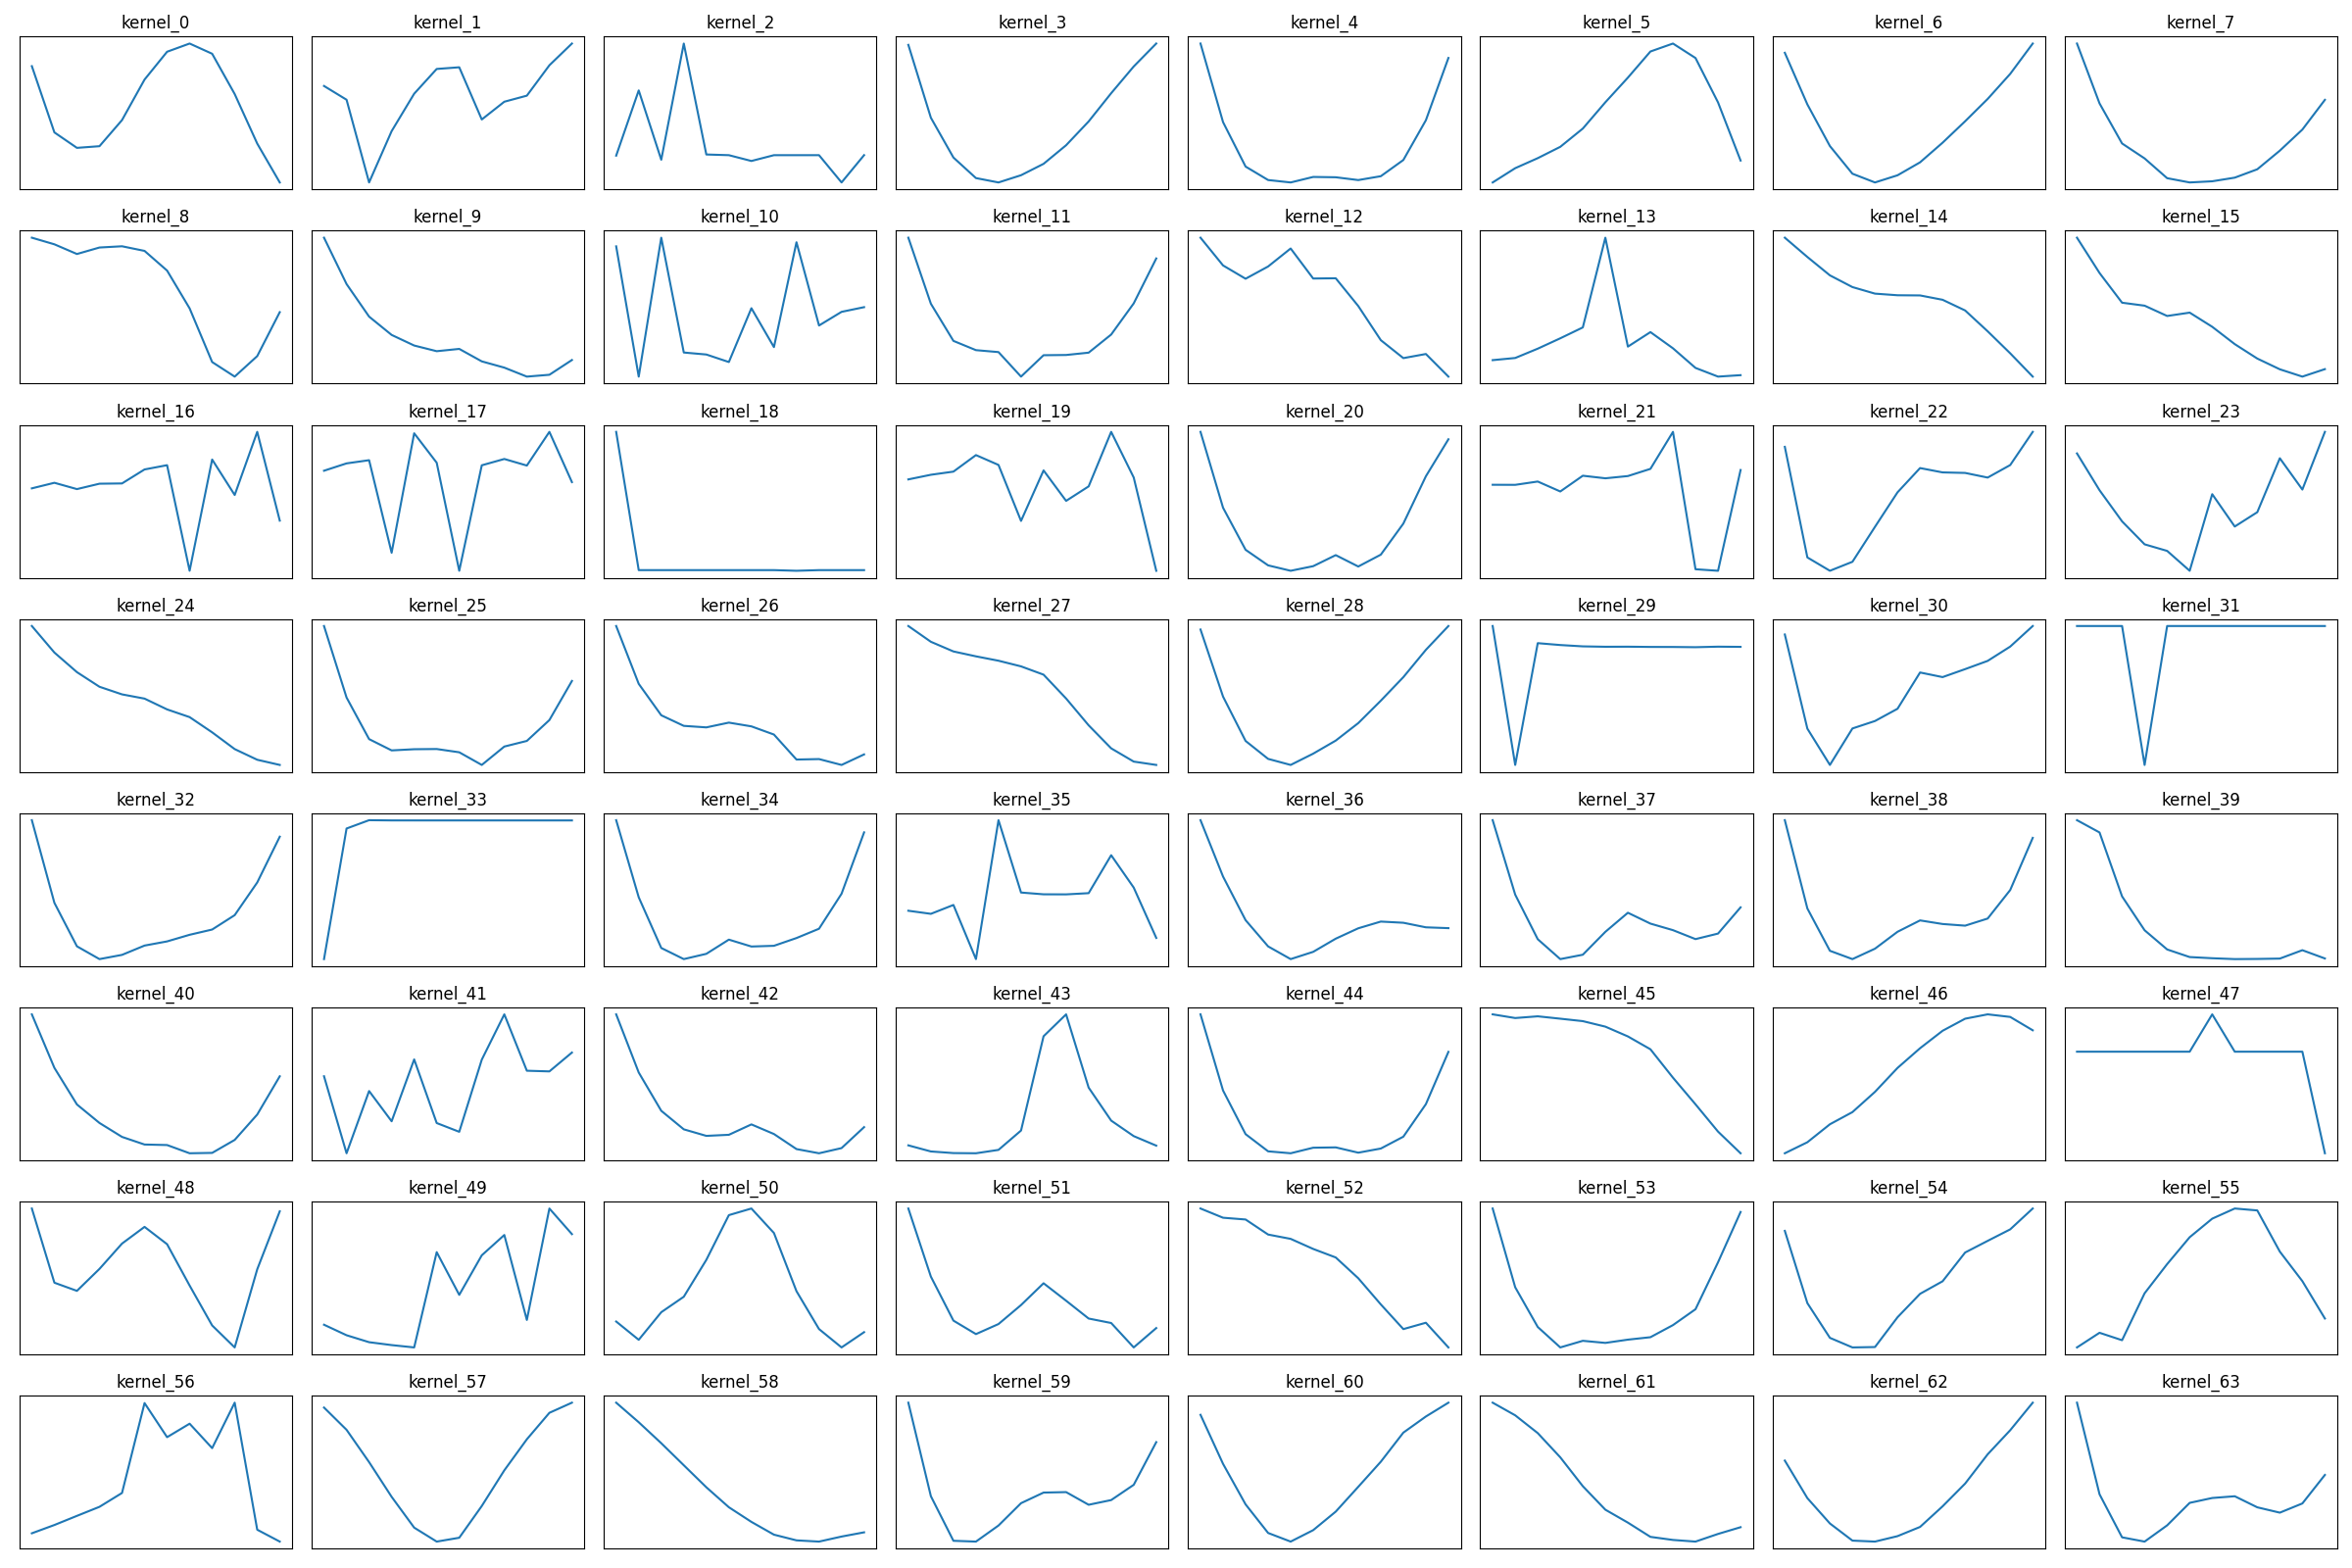 kernel_0 kernel_1 kernel_2 kernel_3 kernel_4 kernel_5 kernel_6 kernel_7
kernel_8 kernel_9 kernel_10 kernel_11 kernel_12 kernel_13 kernel_14 kernel_15
kernel_16 kernel_17 kernel_18 kernel_19 kernel_20 kernel_21 kernel_22 kernel_23
kernel_24 kernel_25 kernel_26 kernel_27 kernel_28 kernel_29 kernel_30 kernel_31
kernel_32 kernel_33 kernel_34 kernel_35 kernel_36 kernel_37 kernel_38 kernel_39
kernel_40 kernel_41 kernel_42 kernel_43 kernel_44 kernel_45 kernel_46 kernel_47
kernel_48 kernel_49 kernel_50 kernel_51 kernel_52 kernel_53 kernel_54 kernel_55
kernel_56 kernel_57 kernel_58 kernel_59 kernel_60 kernel_61 kernel_62 kernel_63